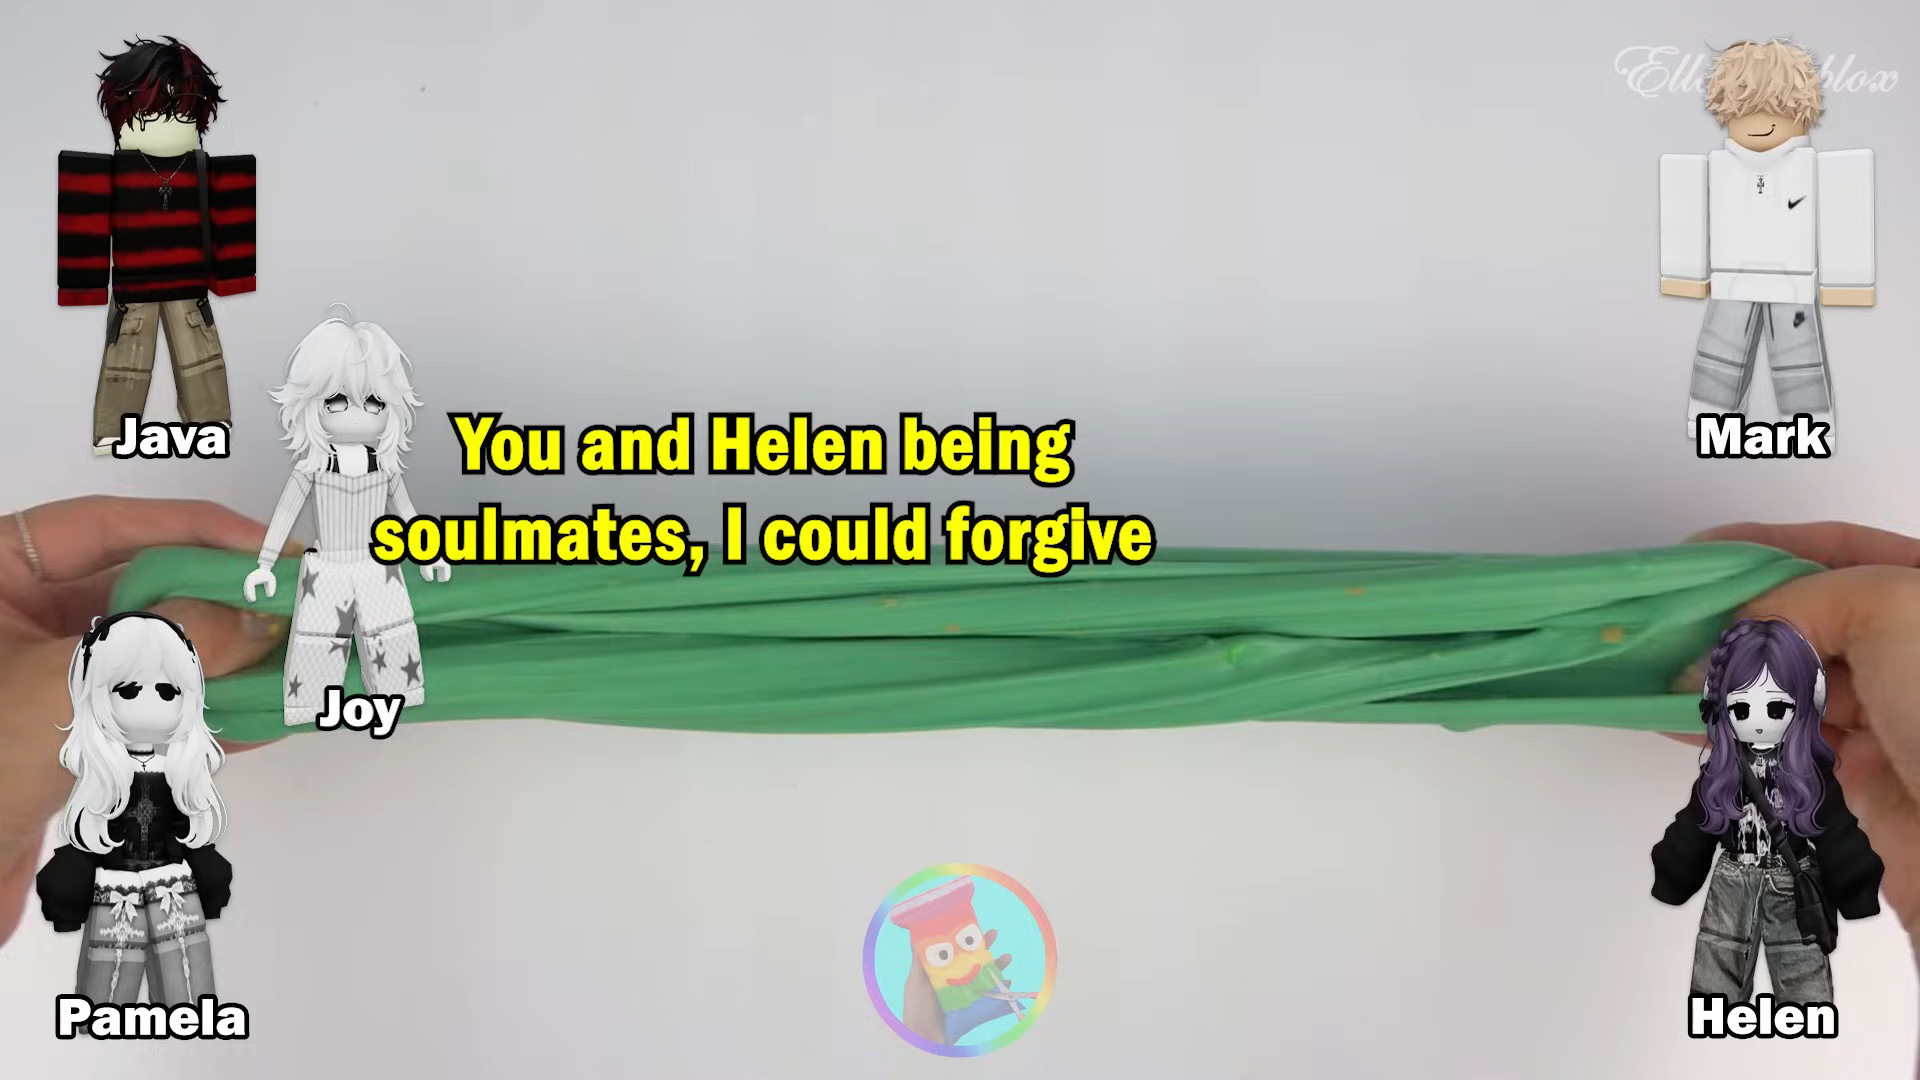 Java
Mark
You and Helen being
soulmates, I could forgive
Joy
Pamela
Helen